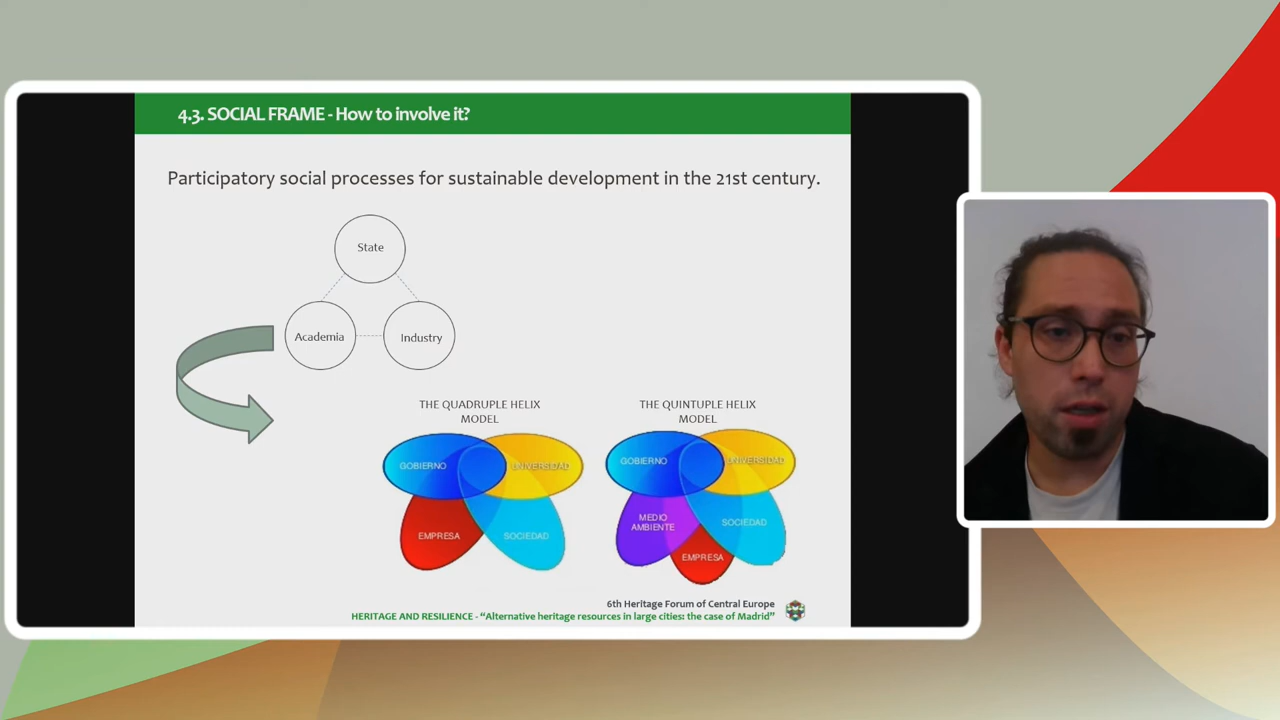 4.3. SOCIAL FRAME - How to involve it?
Participatory social processes for sustainable development in the 21st century.
State
Academia
Industry
THE QUADRUPLE HELIX
MODEL
GOBIERNO
UNIVERSIDAD
EMPRESA
SOCIEDAD
THE QUINTUPLE HELIX
MODEL
GOBIERNO
UNIVERSIDAD
MEDIO
AMBIENTE
SOCIEDAD
EMPRESA
6th Heritage Forum of Central Europe
HERITAGE AND RESILIENCE - “Alternative heritage resources in large cities: the case of Madrid”